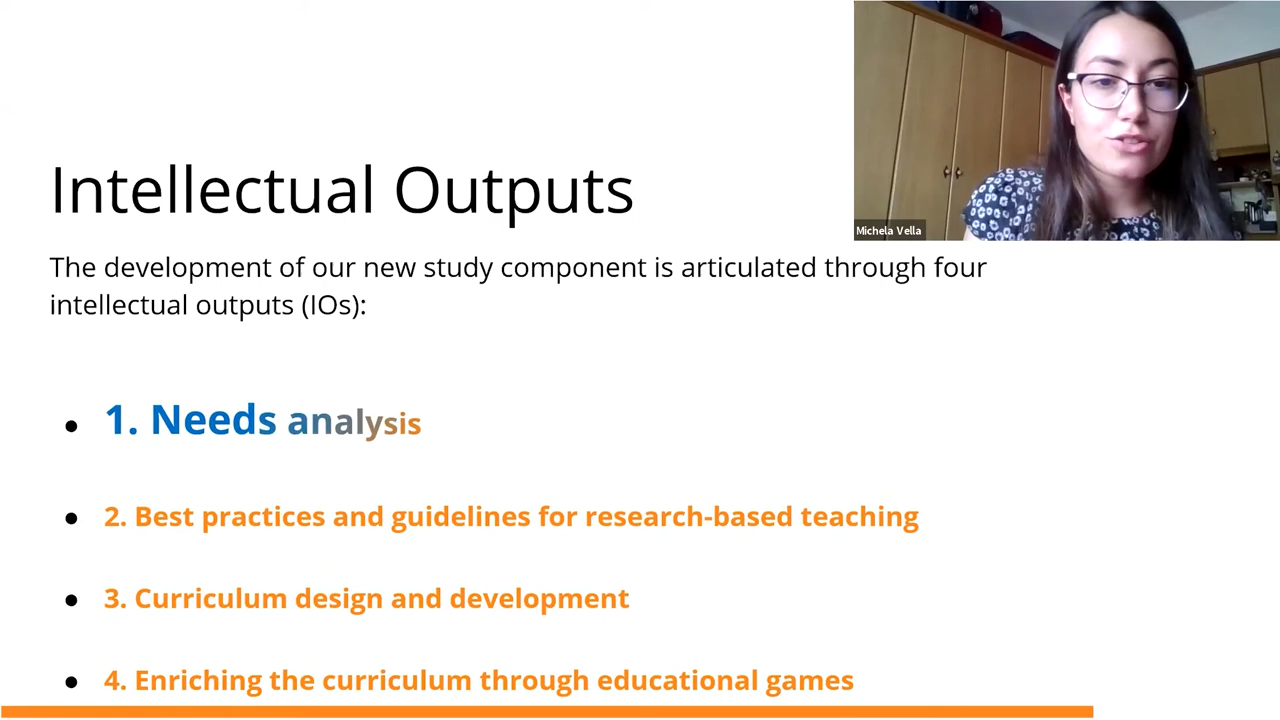 Michela Vella
Intellectual Outputs
The development of our new study component is articulated through four
intellectual outputs (IOs):
• 1. Needs analysis
• 2. Best practices and guidelines for research-based teaching
• 3. Curriculum design and development
• 4. Enriching the curriculum through educational games